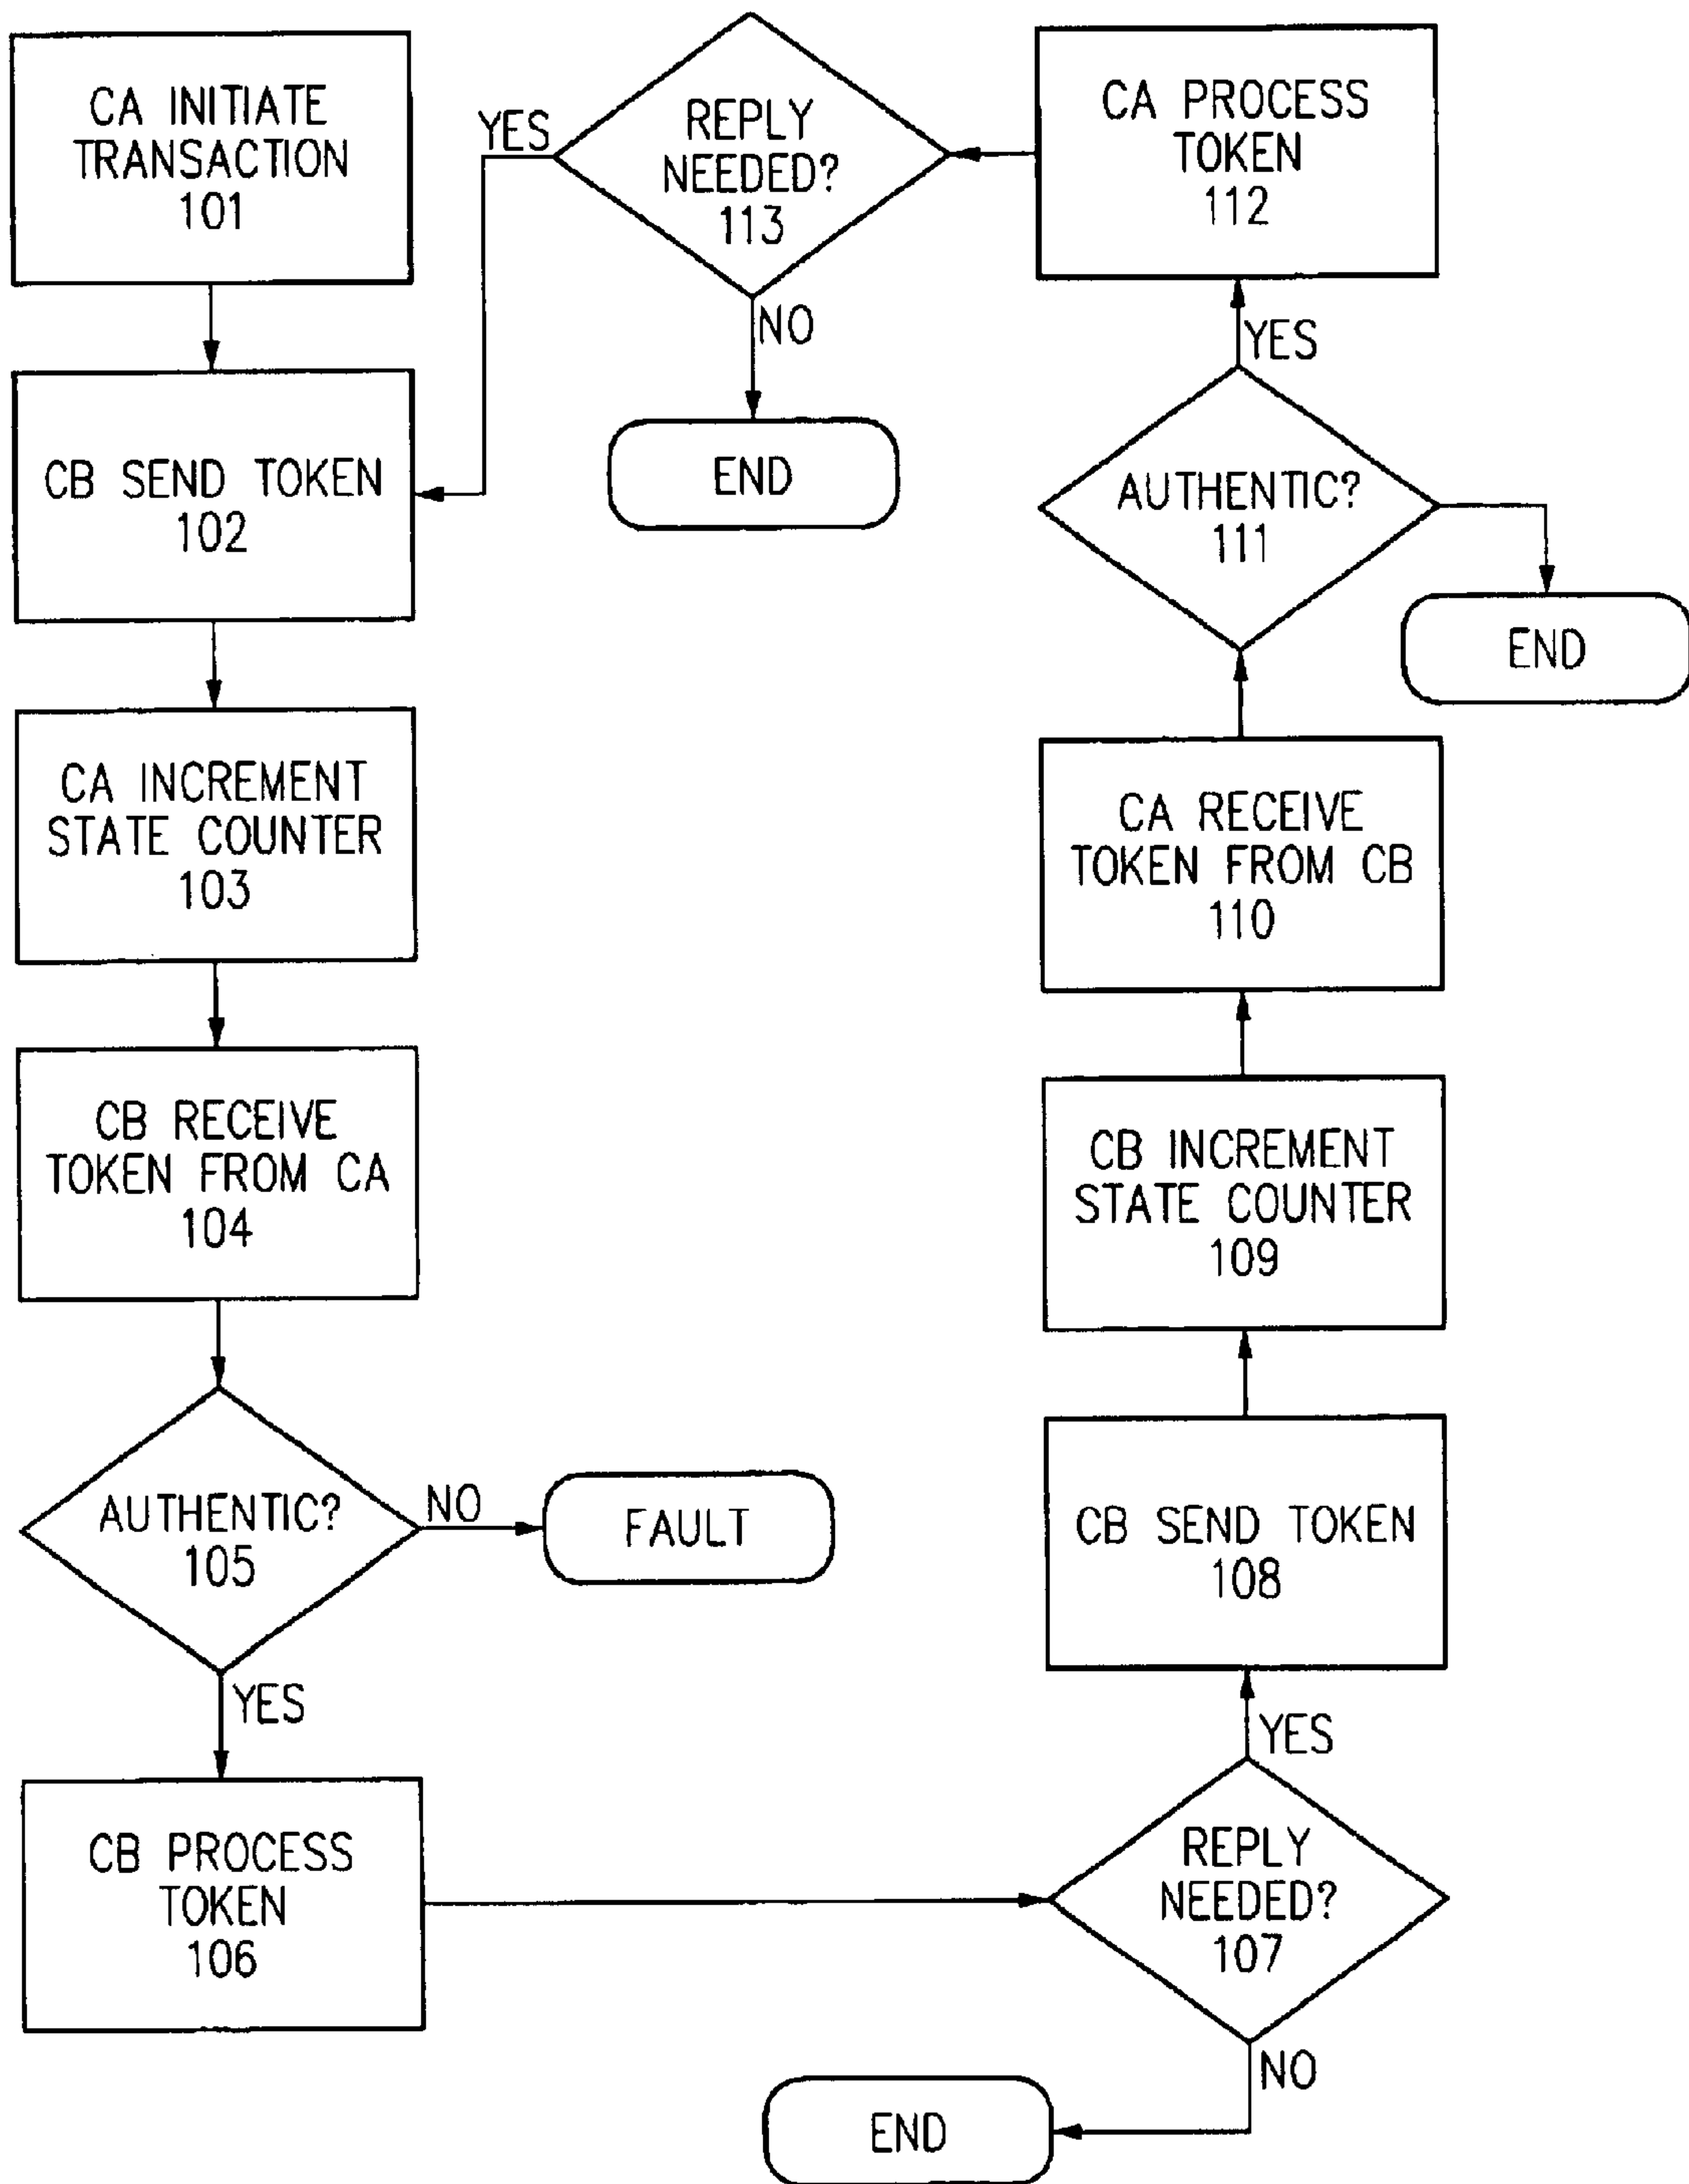 CA INITIATE
TRANSACTION
101
CB SEND TOKEN
102
CA INCREMENT
STATE COUNTER
103
CB RECEIVE
TOKEN FROM CA
104
AUTHENTIC?
105
NO
FAULT
YES
CB PROCESS
TOKEN
106
REPLY
NEEDED?
107
NO
END
YES
CB SEND TOKEN
108
CB INCREMENT
STATE COUNTER
109
CA RECEIVE
TOKEN FROM CB
110
AUTHENTIC?
111
END
YES
CA PROCESS
TOKEN
112
REPLY
NEEDED?
113
YES
NO
END